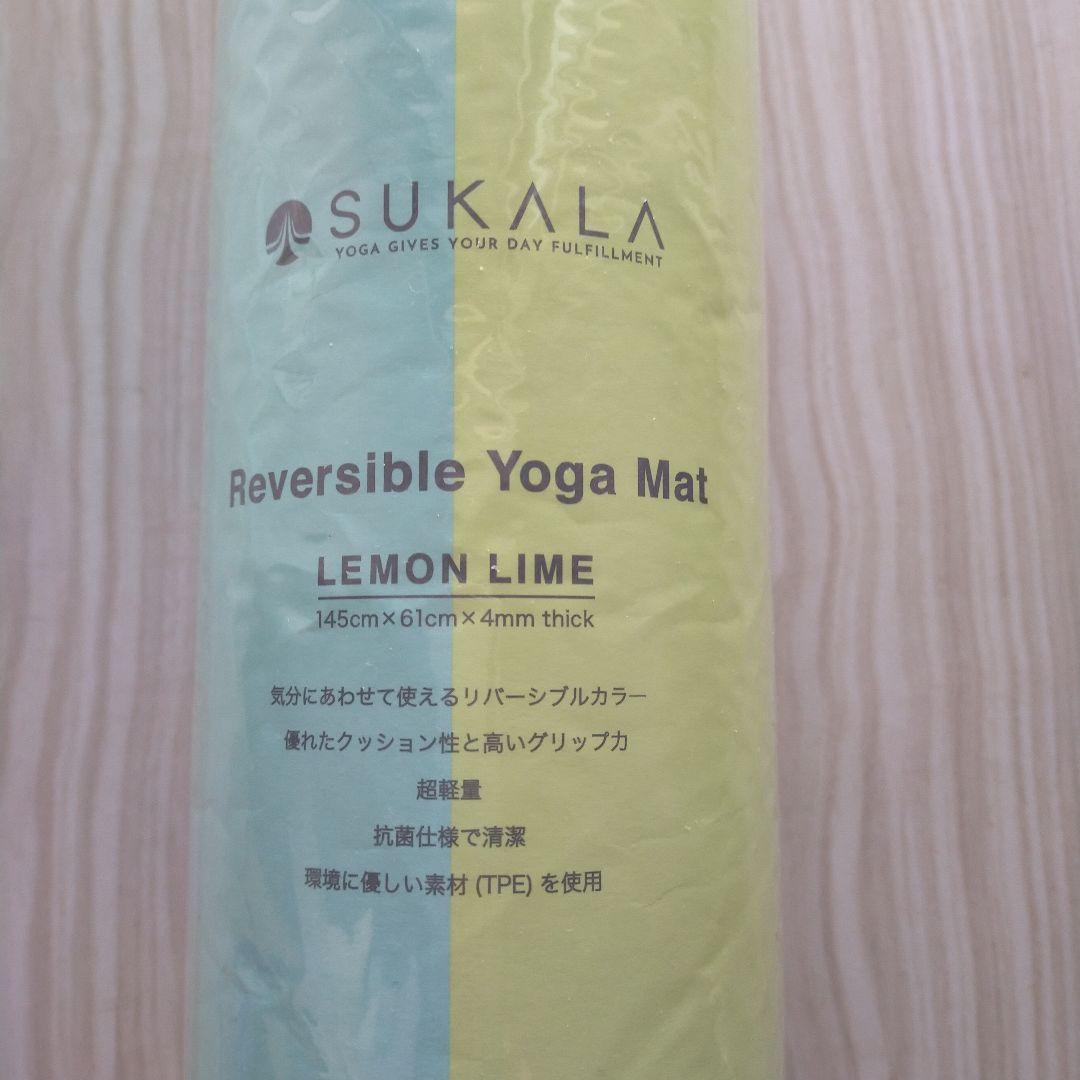 SUKALA
YOGA GIVES YOUR DAY FULFILLMENT
Reversible Yoga Mat
LEMON LIME
145cm×61cm×4mm thick
気分にあわせて使えるリバーシブルカラー
優れたクッション性と高いグリップ力
超軽量
抗菌仕様で清潔
環境に優しい素材 (TPE) を使用